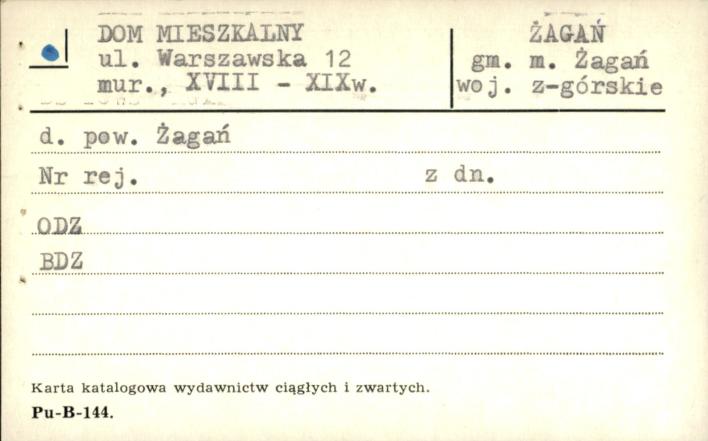 DOM MIESZKALNY
ul. Warszawska 12
mur., XVIII - XIXw.
ŻAGAŃ
gm. m. Żagań
woj. z-górskie
d. pow. Żagań
Nr rej. z dn.
ODZ
BDZ
Karta katalogowa wydawnictw ciągłych i zwartych.
Pu-B-144.